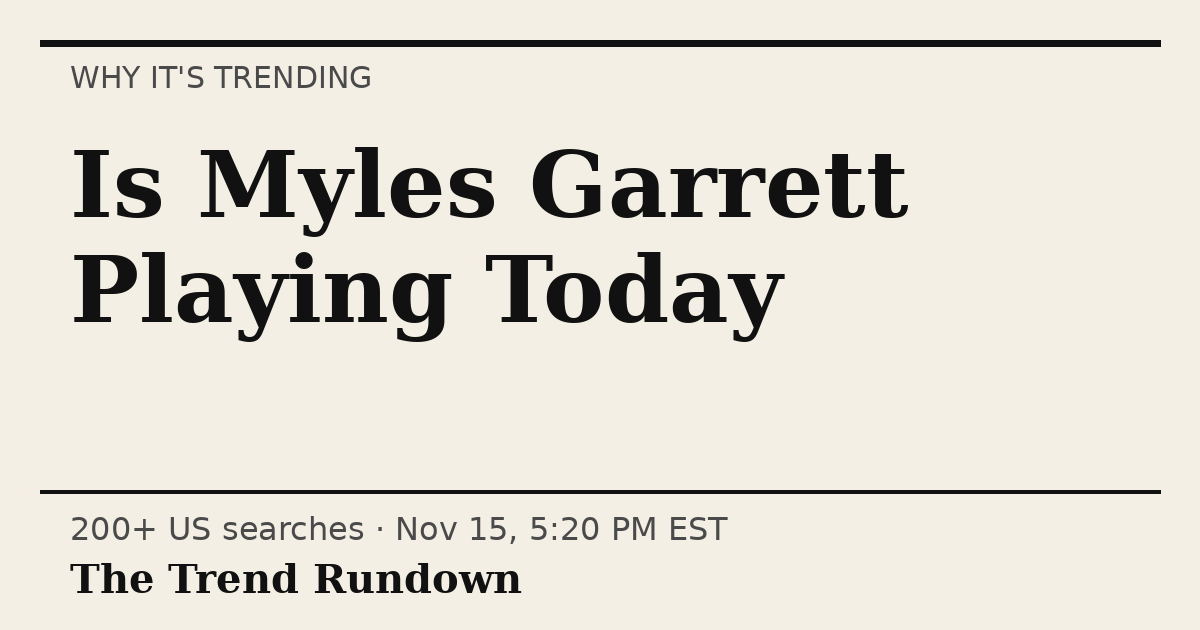 WHY IT'S TRENDING
Is Myles Garrett
Playing Today
200+ US searches · Nov 15, 5:20 PM EST
The Trend Rundown